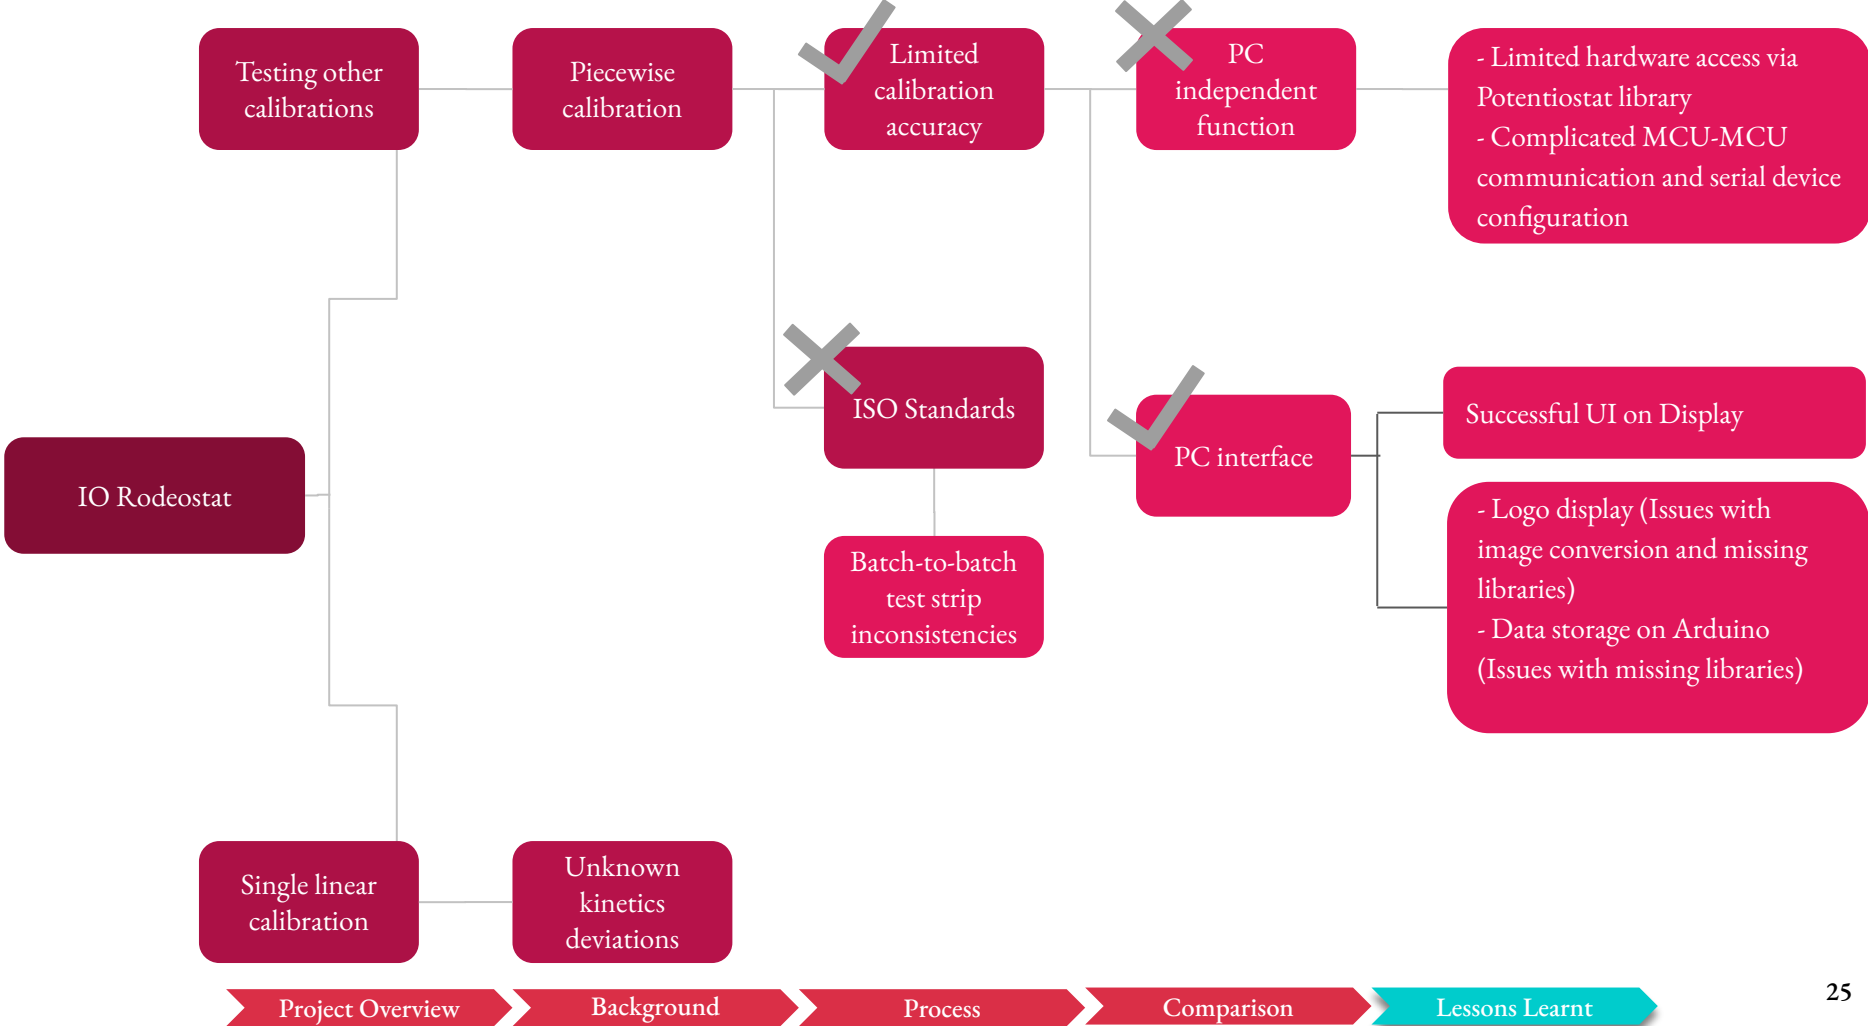 Testing other
calibrations
Piecewise
calibration
Limited
calibration
accuracy
PC
independent
function
- Limited hardware access via
Potentiostat library
- Complicated MCU-MCU
communication and serial device
configuration
ISO Standards
PC interface
Successful UI on Display
IO Rodeostat
- Logo display (Issues with
image conversion and missing
libraries)
- Data storage on Arduino
(Issues with missing libraries)
Batch-to-batch
test strip
inconsistencies
Single linear
calibration
Unknown
kinetics
deviations
Project Overview
Background
Process
Comparison
Lessons Learnt
25